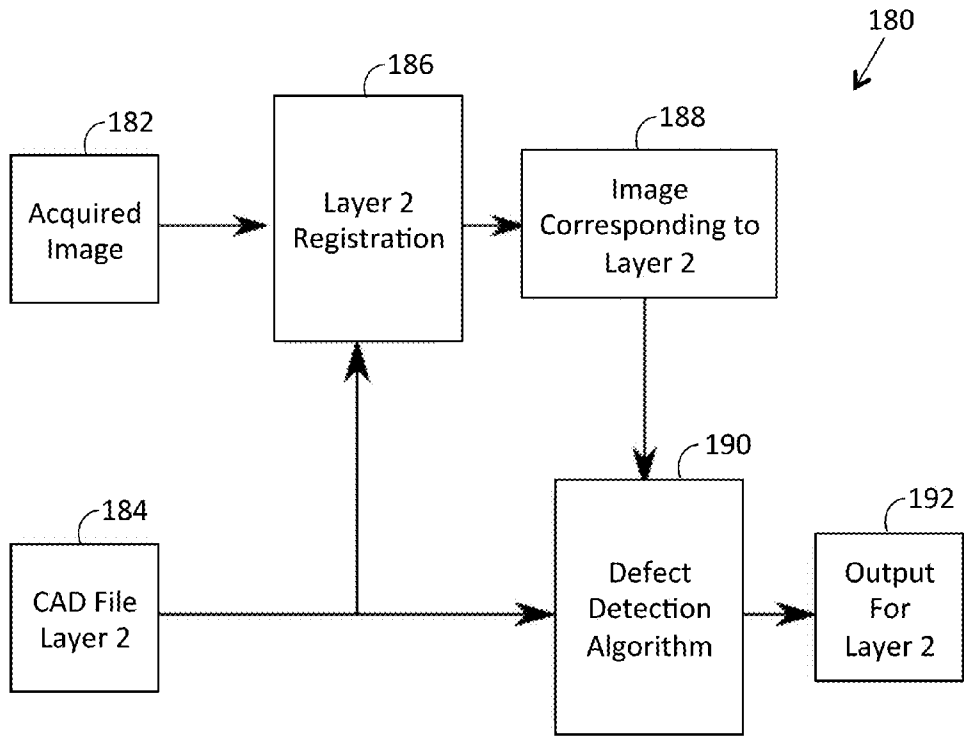 180
186
182
188
Acquired
Image
Layer 2
Registration
Image
Corresponding to
Layer 2
184
190
192
CAD File
Layer 2
Defect
Detection
Algorithm
Output
For
Layer 2